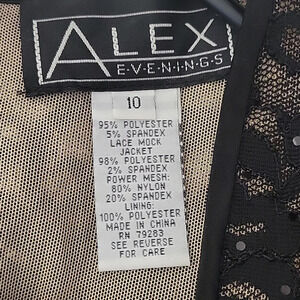 ALEX
E·V·E·N·I·N·G·S
10
95% POLYESTER
5% SPANDEX
LACE MOCK
JACKET
98% POLYESTER
2% SPANDEX
POWER MESH:
80% NYLON
20% SPANDEX
LINING:
100% POLYESTER
MADE IN CHINA
RN 79283
SEE REVERSE
FOR CARE